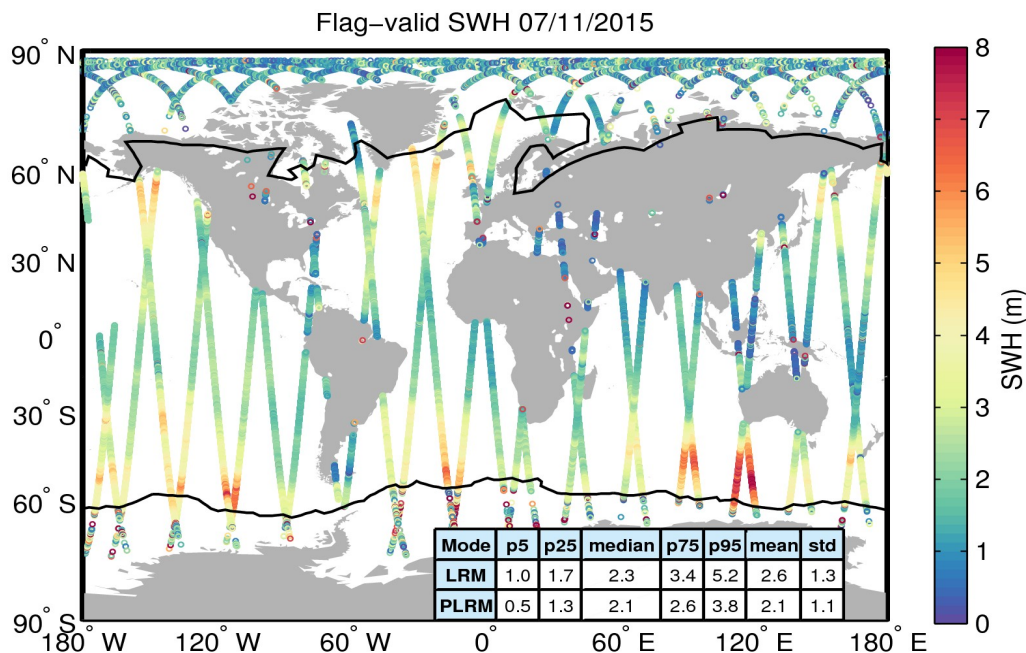 Flag−valid SWH 07/11/2015
90° N
60° N
30° N
0°
30° S
60° S
90° S
180° W
120° W
60° W
0°
60° E
120° E
180° E
8
7
6
5
4
3
2
1
0
SWH (m)
Mode p5 p25 median p75 p95 mean std
LRM 1.0 1.7 2.3 3.4 5.2 2.6 1.3
PLRM 0.5 1.3 2.1 2.6 3.8 2.1 1.1